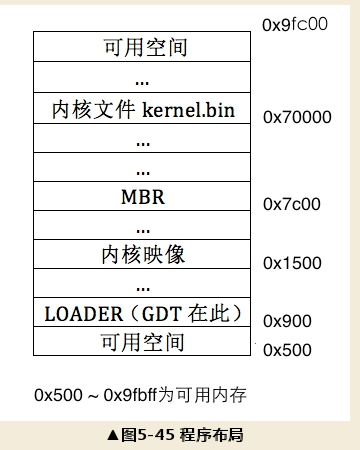 0x9fc00
可用空间
...
内核文件 kernel.bin
0x70000
...
...
MBR
0x7c00
...
内核映像
0x1500
...
LOADER（GDT 在此）
0x900
可用空间
0x500
0x500 ~ 0x9fbff为可用内存
▲图5-45 程序布局